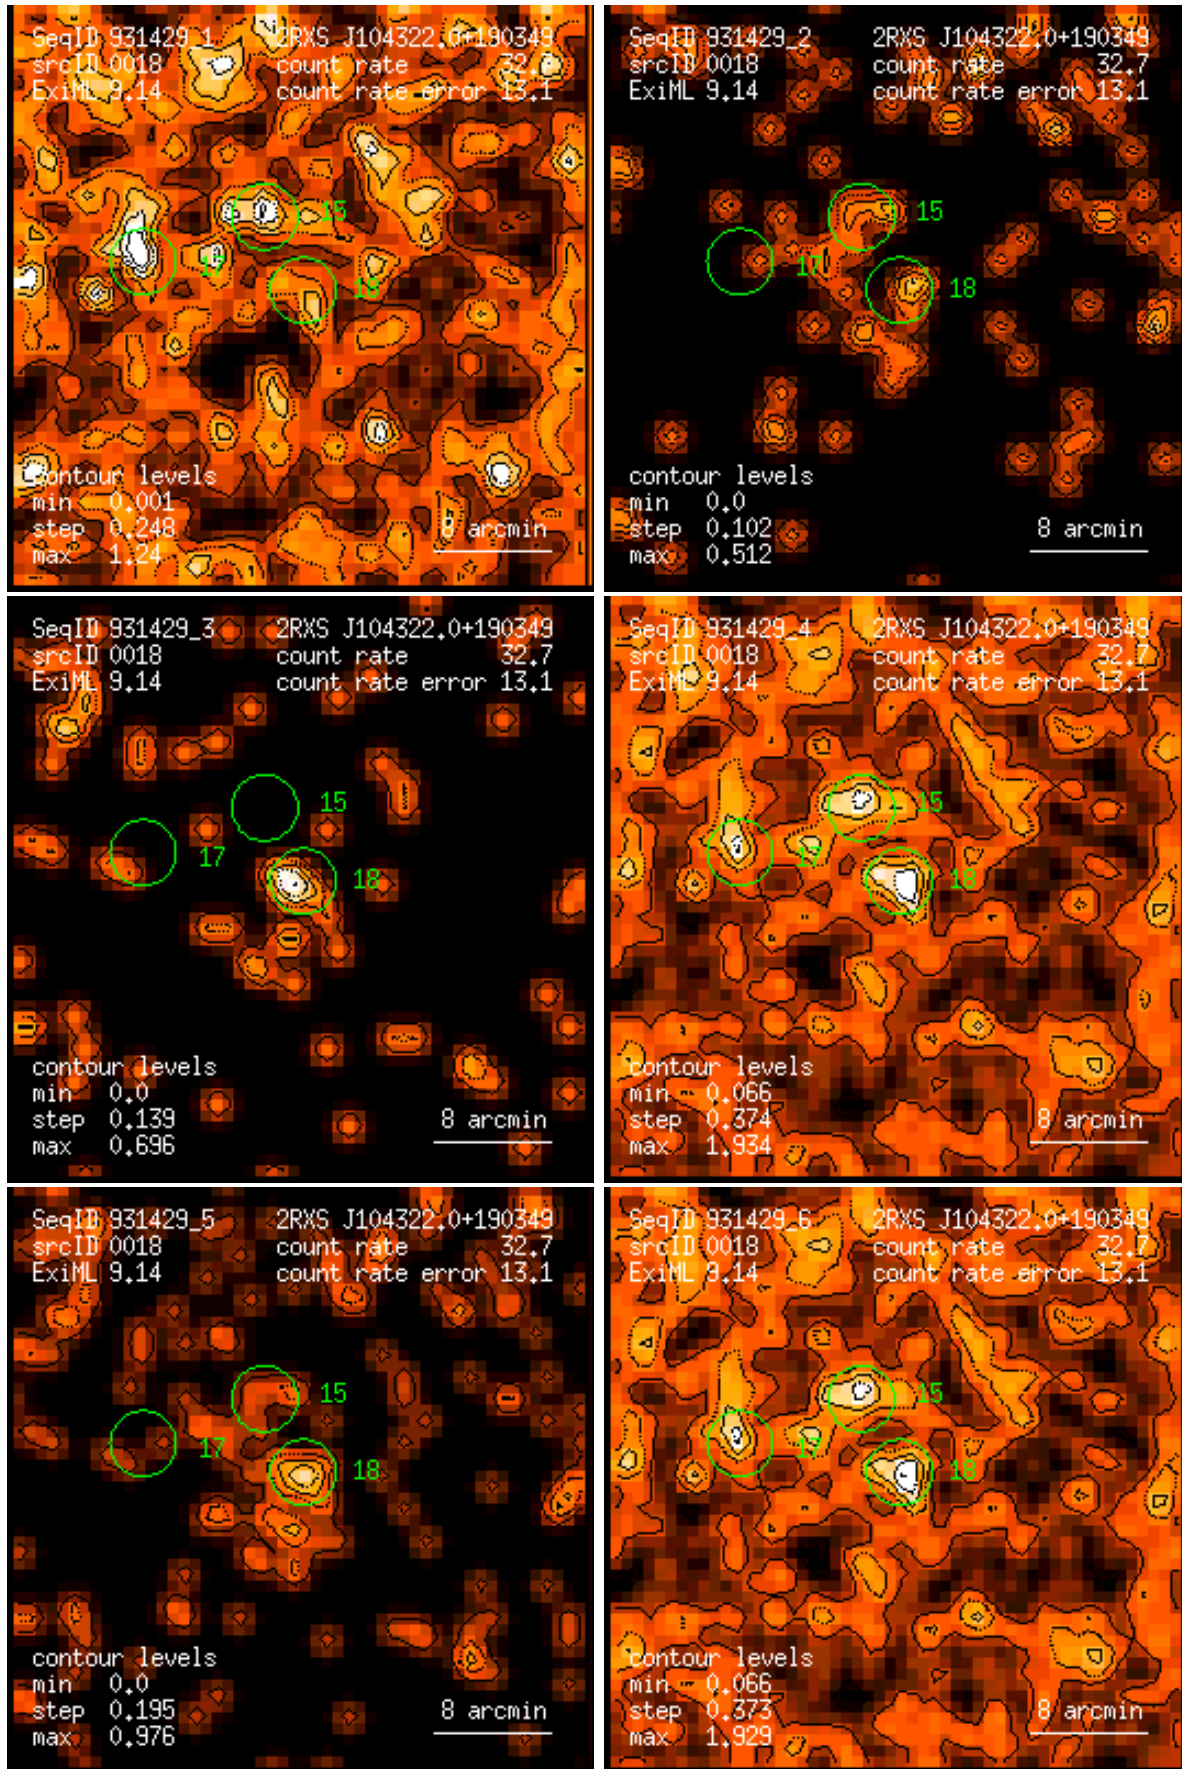 SeqID 931429_1 2RXS J104322.0+190349
srcID 0018 count rate 32.7
ExiML 9.14 count rate error 13.1
15
17
18
contour levels
min 0.001
step 0.248 8 arcmin
max 1.24
SeqID 931429_2 2RXS J104322.0+190349
srcID 0018 count rate 32.7
ExiML 9.14 count rate error 13.1
15
17
18
contour levels
min 0.0
step 0.102 8 arcmin
max 0.512
SeqID 931429_3 2RXS J104322.0+190349
srcID 0018 count rate 32.7
ExiML 9.14 count rate error 13.1
15
17
18
contour levels
min 0.0
step 0.139 8 arcmin
max 0.696
SeqID 931429_4 2RXS J104322.0+190349
srcID 0018 count rate 32.7
ExiML 9.14 count rate error 13.1
15
17
18
contour levels
min 0.066
step 0.374 8 arcmin
max 1.934
SeqID 931429_5 2RXS J104322.0+190349
srcID 0018 count rate 32.7
ExiML 9.14 count rate error 13.1
15
17
18
contour levels
min 0.0
step 0.195 8 arcmin
max 0.976
SeqID 931429_6 2RXS J104322.0+190349
srcID 0018 count rate 32.7
ExiML 9.14 count rate error 13.1
15
17
18
contour levels
min 0.066
step 0.373 8 arcmin
max 1.929